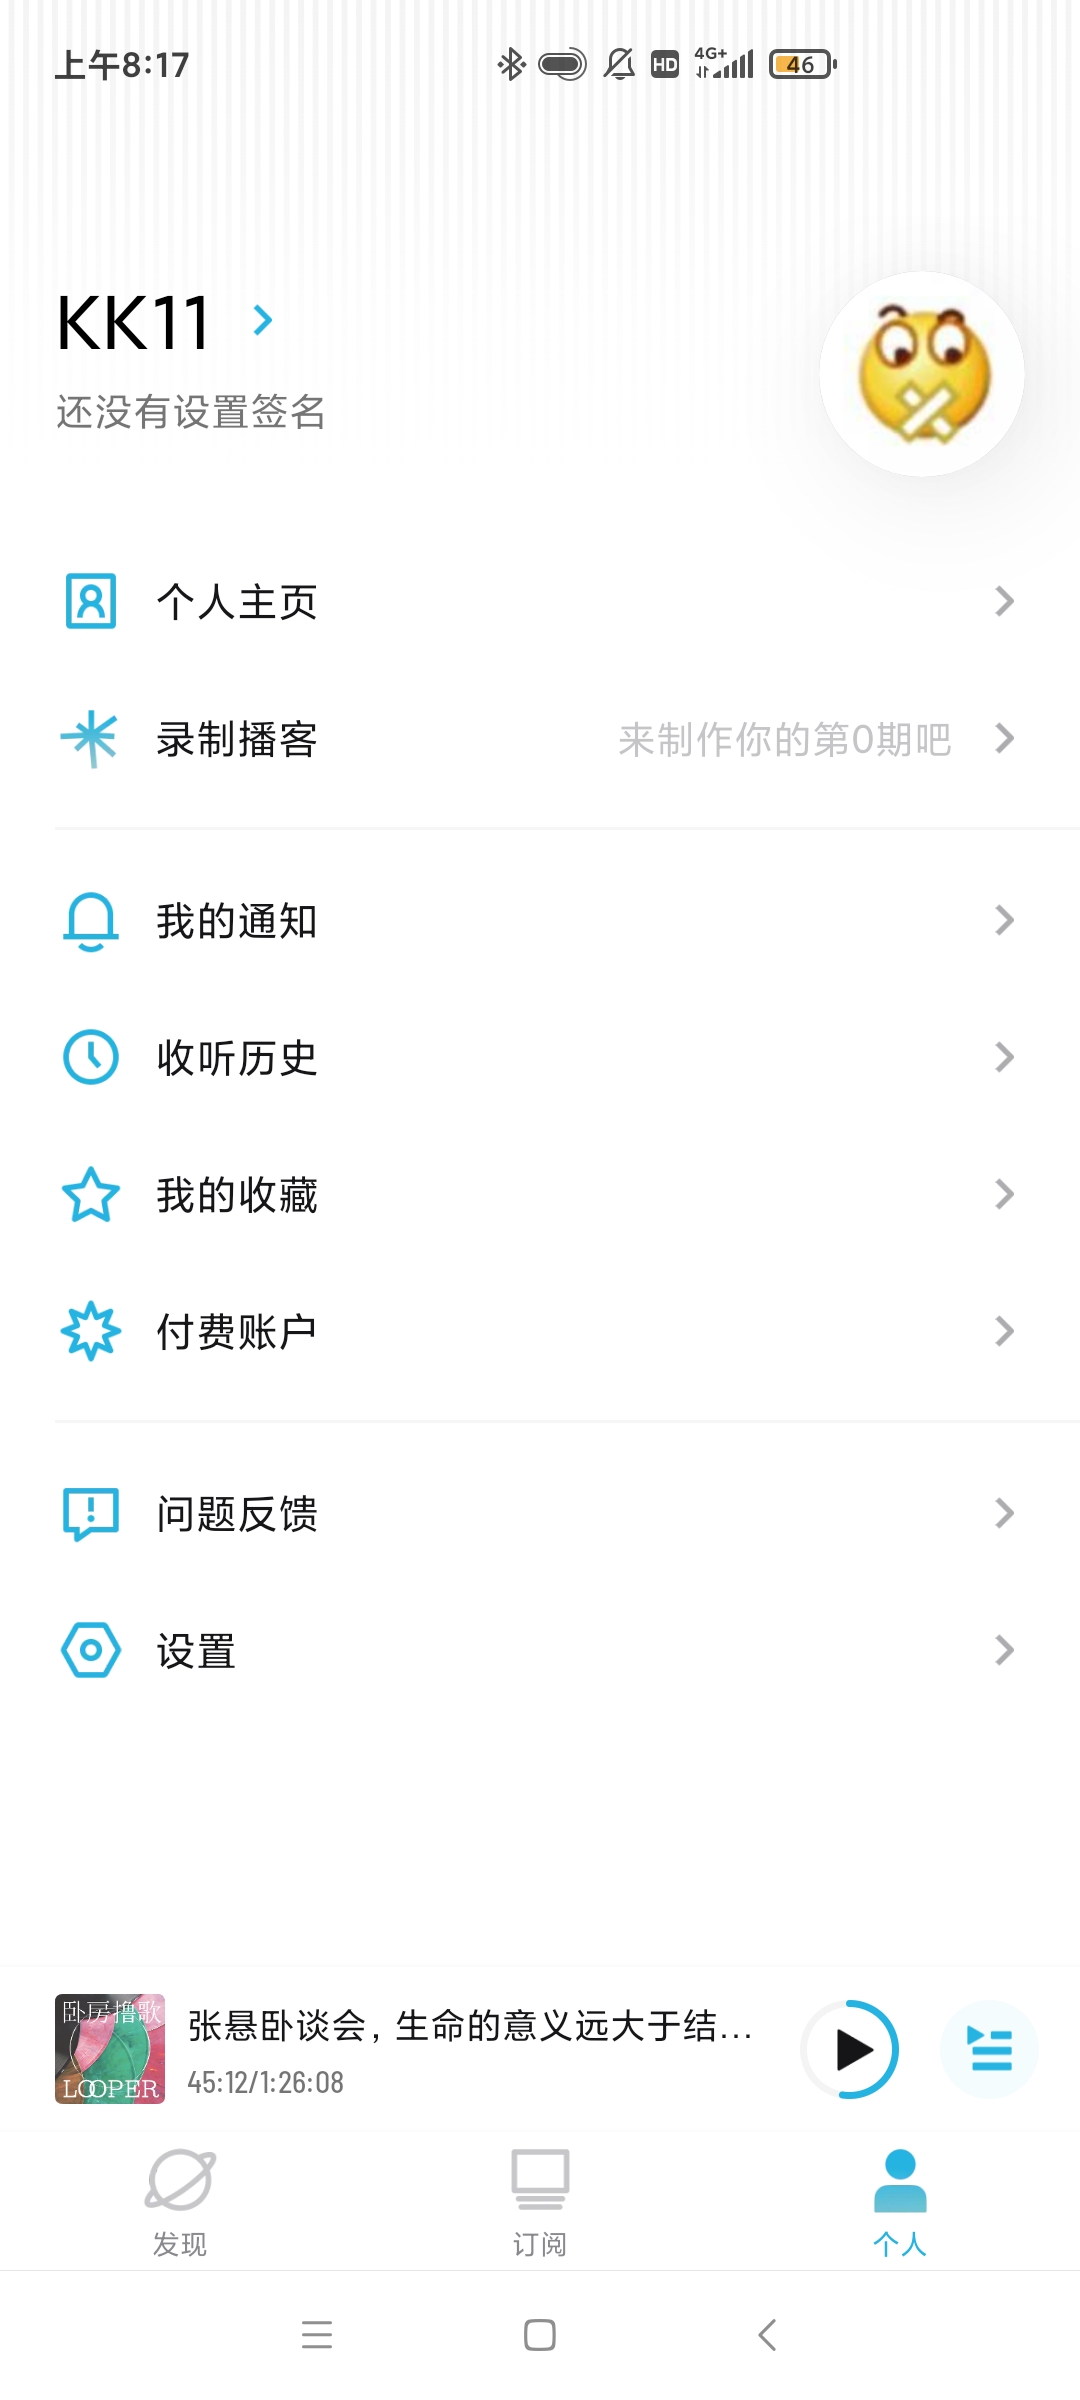 上午8:17
HD 4G+ 46
KK11
还没有设置签名
个人主页
录制播客 来制作你的第0期吧
我的通知
收听历史
我的收藏
付费账户
问题反馈
设置
卧房撸歌
LOOPER
张悬卧谈会，生命的意义远大于结...
45:12/1:26:08
发现 订阅 个人